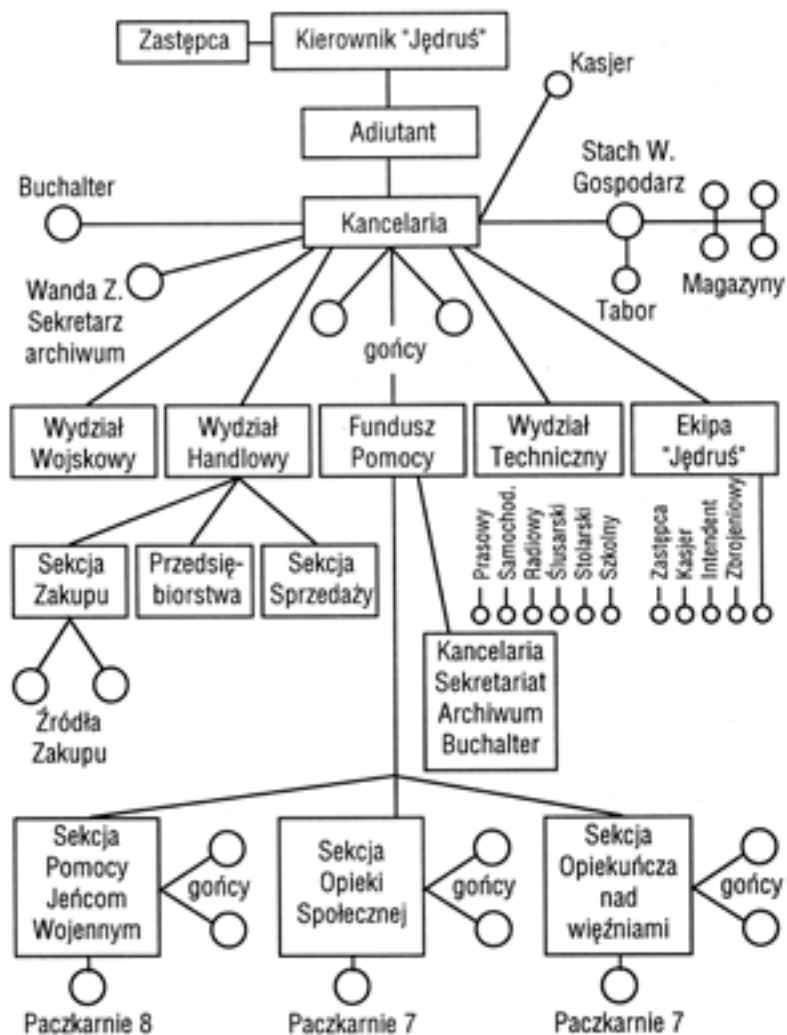 Zastępca
Kierownik "Jędruś"
Kasjer
Adiutant
Stach W.
Gospodarz
Buchalter
Kancelaria
Wanda Z.
Sekretarz
archiwum
Tabor
Magazyny
gońcy
Wydział
Wojskowy
Wydział
Handlowy
Fundusz
Pomocy
Wydział
Techniczny
Ekipa
"Jędruś"
Prasowy
Samochod.
Radiowy
Ślusarski
Stolarski
Szkolny
Zastępca
Kasjer
Intendent
Zbrojeniowy
Sekcja
Zakupu
Przedsię-
biorstwa
Sekcja
Sprzedaży
Źródła
Zakupu
Kancelaria
Sekretariat
Archiwum
Buchalter
Sekcja
Pomocy
Jeńcom
Wojennym
gońcy
Sekcja
Opieki
Społecznej
gońcy
Sekcja
Opiekuńcza
nad
więźniami
gońcy
Paczkarnie 8
Paczkarnie 7
Paczkarnie 7